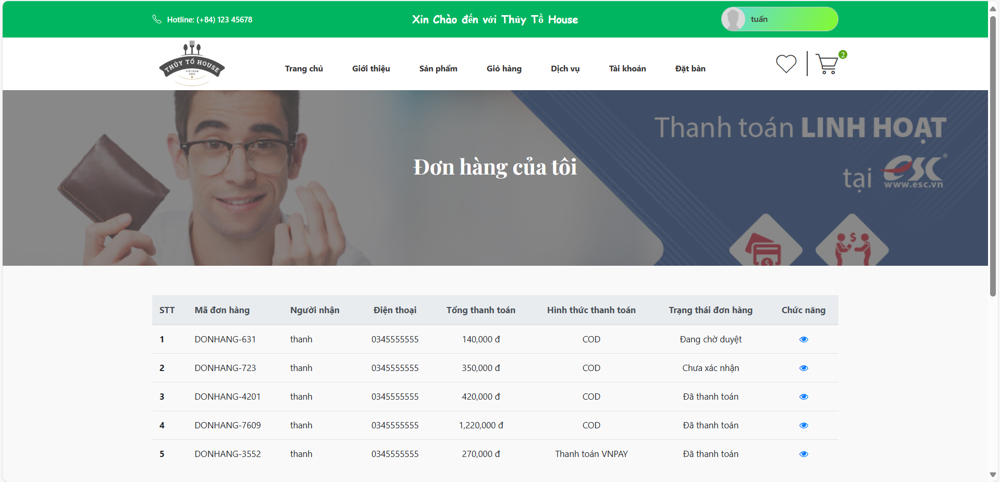 Hotline: (+84) 123 45678
Xin Chào đến với Thủy Tổ House
tuấn
THỦY TỔ HOUSE
VIETNAM
2022
Trang chủ
Giới thiệu
Sản phẩm
Giỏ hàng
Dịch vụ
Tài khoản
Đặt bàn
2
Thanh toán LINH HOẠT
tại esc®
www.esc.vn
Đơn hàng của tôi
STT Mã đơn hàng Người nhận Điện thoại Tổng thanh toán Hình thức thanh toán Trạng thái đơn hàng Chức năng
1 DONHANG-631 thanh 0345555555 140,000 đ COD Đang chờ duyệt
2 DONHANG-723 thanh 0345555555 350,000 đ COD Chưa xác nhận
3 DONHANG-4201 thanh 0345555555 420,000 đ COD Đã thanh toán
4 DONHANG-7609 thanh 0345555555 1,220,000 đ COD Đã thanh toán
5 DONHANG-3552 thanh 0345555555 270,000 đ Thanh toán VNPAY Đã thanh toán